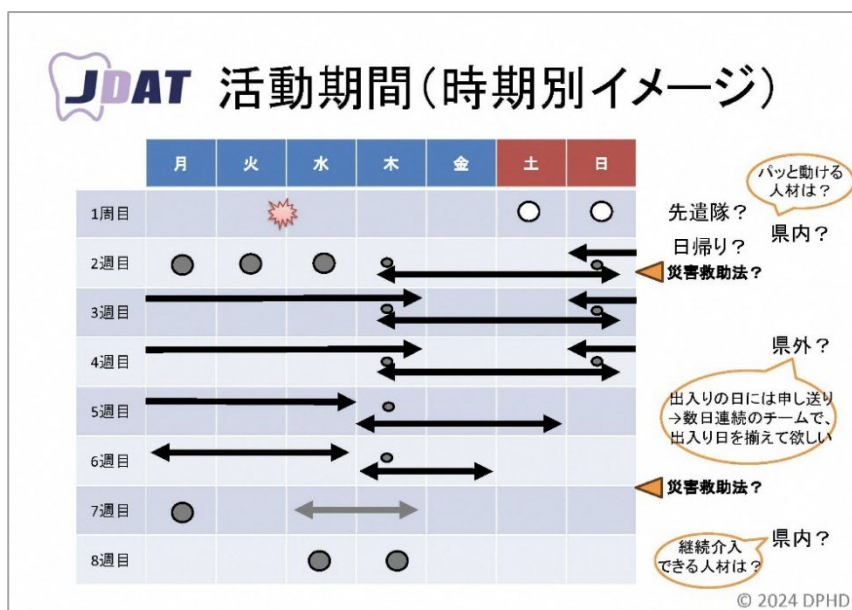 JDAT 活動期間(時期別イメージ)
月 火 水 木 金 土 日
パッと動ける
人材は?
1周目
先遣隊?
県内?
2週目
日帰り?
災害救助法?
3週目
4週目
県外?
5週目
出入りの日には申し送り
→数日連続のチームで、
出入り日を揃えて欲しい
6週目
災害救助法?
7週目
県内?
8週目
継続介入
できる人材は?
© 2024 DPHD